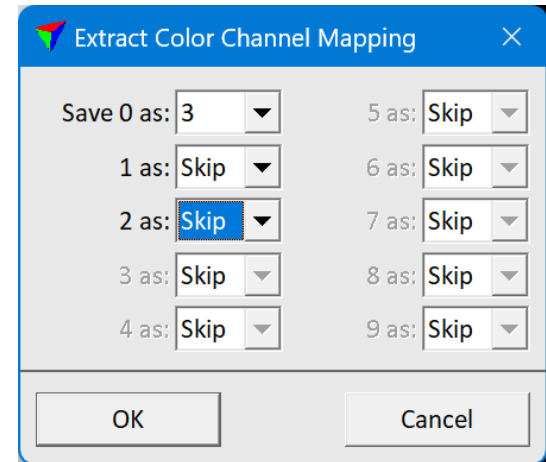 Extract Color Channel Mapping
Save 0 as: 3
1 as: Skip
2 as: Skip
3 as: Skip
4 as: Skip
5 as: Skip
6 as: Skip
7 as: Skip
8 as: Skip
9 as: Skip
OK
Cancel